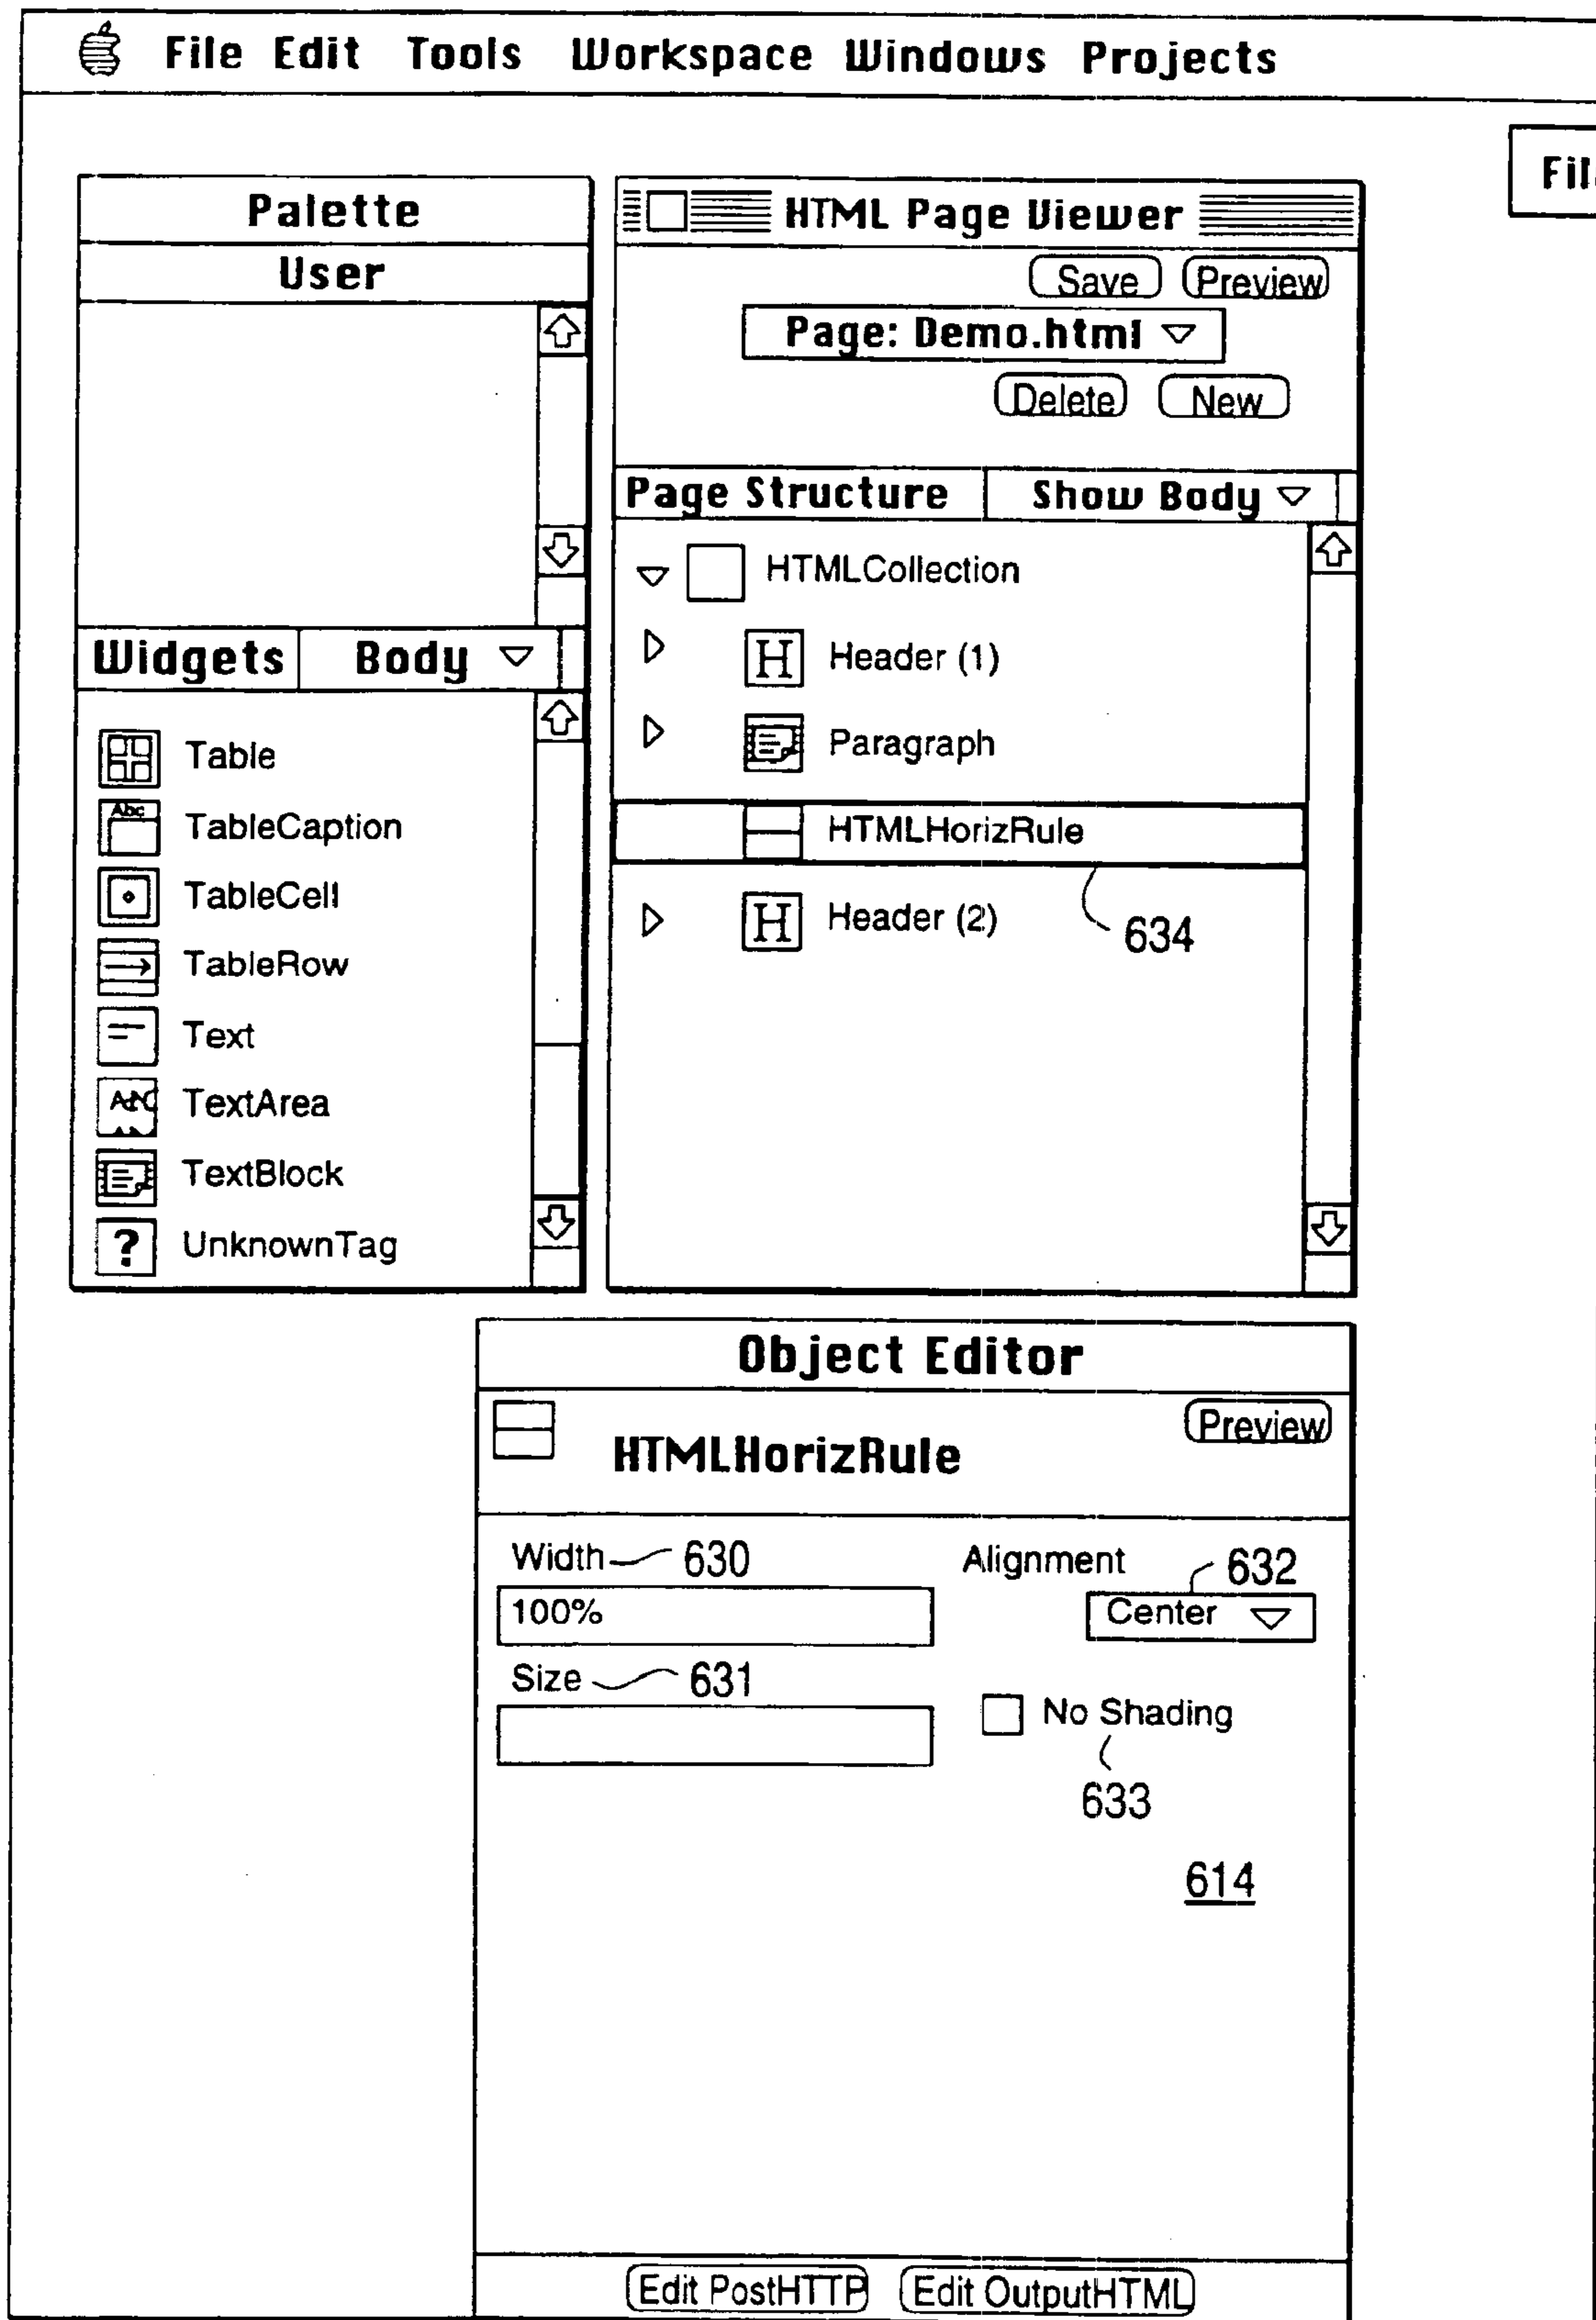 File Edit Tools Workspace Windows Projects
Palette
User
Widgets Body
Table
TableCaption
TableCell
TableRow
Text
TextArea
TextBlock
? UnknownTag
HTML Page Viewer
Save Preview
Page: Demo.html
Delete New
Page Structure Show Body
HTMLCollection
H Header (1)
Paragraph
HTMLHorizRule
H Header (2)
634
Object Editor
Preview
HTMLHorizRule
Width 630
100%
Alignment 632
Center
Size 631
No Shading
633
614
Edit PostHTTP Edit OutputHTML